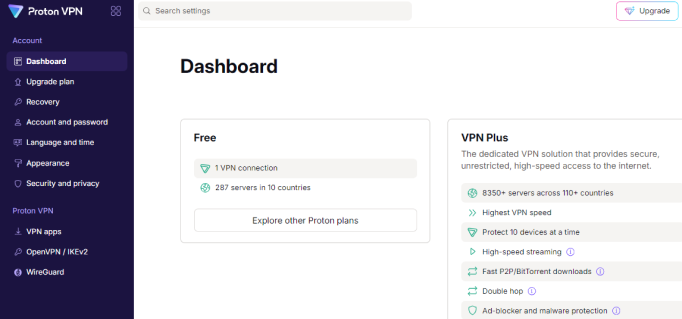 Proton VPN
Search settings
Upgrade
Account
Dashboard
Upgrade plan
Recovery
Account and password
Language and time
Appearance
Security and privacy
Proton VPN
VPN apps
OpenVPN / IKEv2
WireGuard
Dashboard
Free
1 VPN connection
287 servers in 10 countries
Explore other Proton plans
VPN Plus
The dedicated VPN solution that provides secure,
unrestricted, high-speed access to the internet.
8350+ servers across 110+ countries
Highest VPN speed
Protect 10 devices at a time
High-speed streaming
Fast P2P/BitTorrent downloads
Double hop
Ad-blocker and malware protection